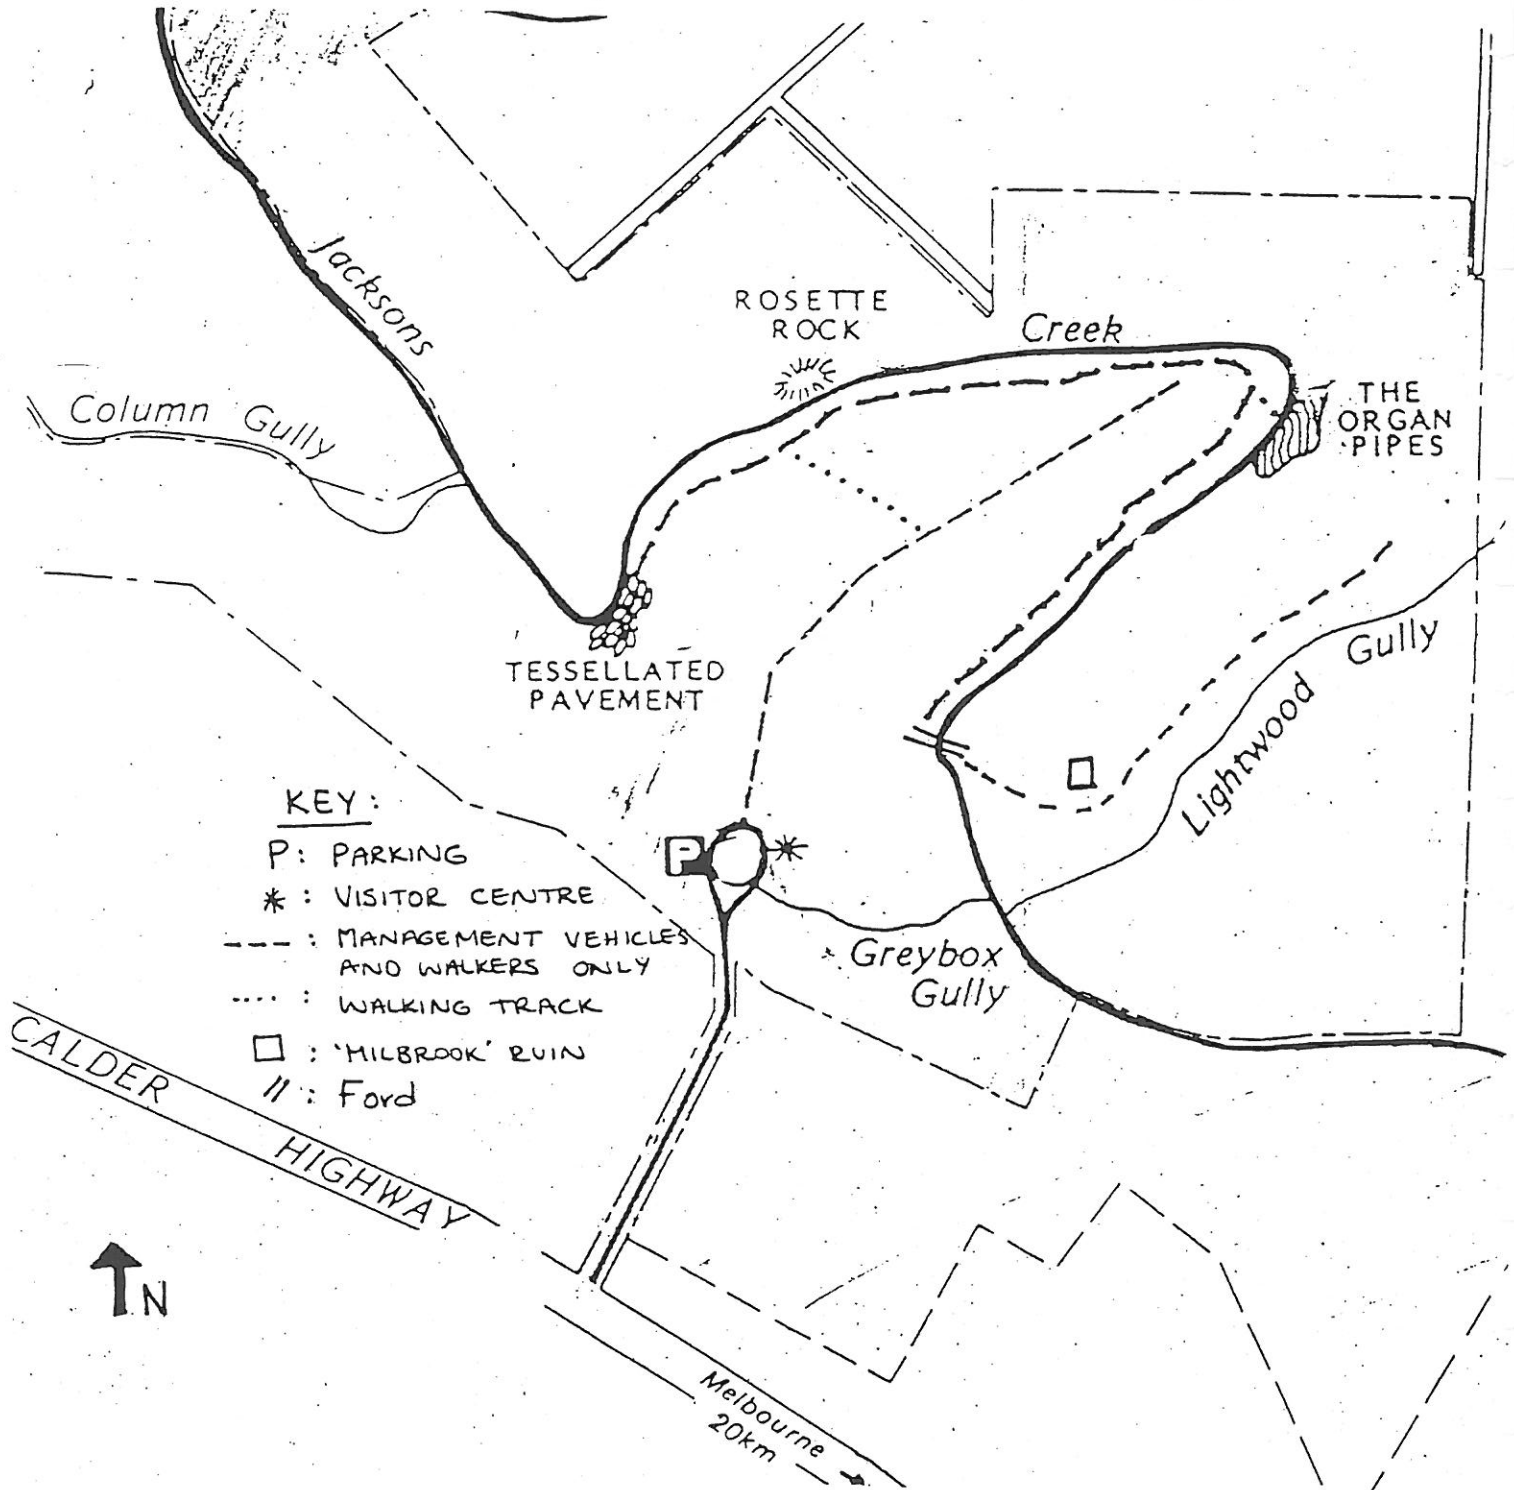 Jacksons
ROSETTE
ROCK
Creek
Column Gully
THE
ORGAN
PIPES
TESSELLATED
PAVEMENT
Lightwood Gully
KEY:
P: PARKING
* : VISITOR CENTRE
---- : MANAGEMENT VEHICLES
AND WALKERS ONLY
.... : WALKING TRACK
□ : 'MILBROOK' RUIN
// : Ford
P
Greybox
Gully
CALDER HIGHWAY
N
Melbourne
20km